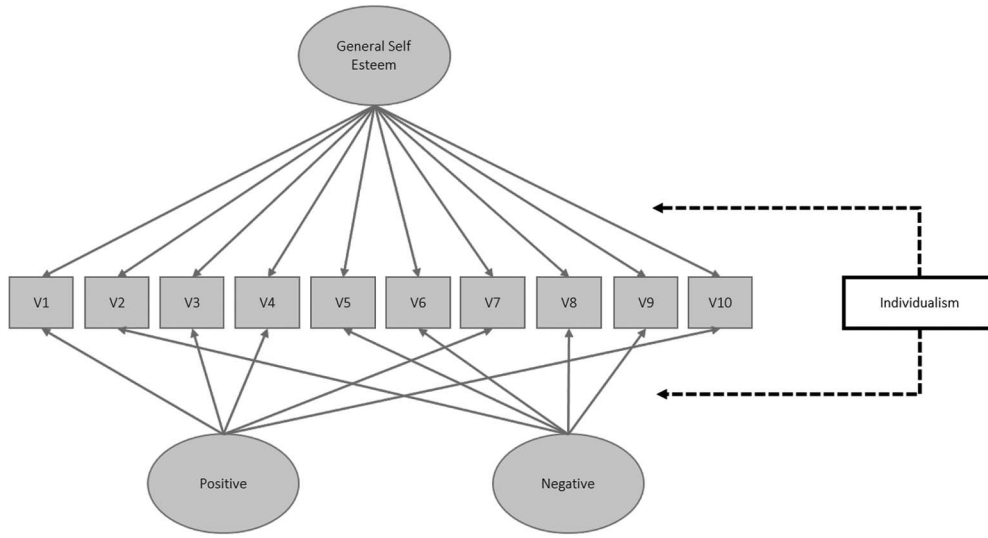 General Self
Esteem
V1
V2
V3
V4
V5
V6
V7
V8
V9
V10
Individualism
Positive
Negative